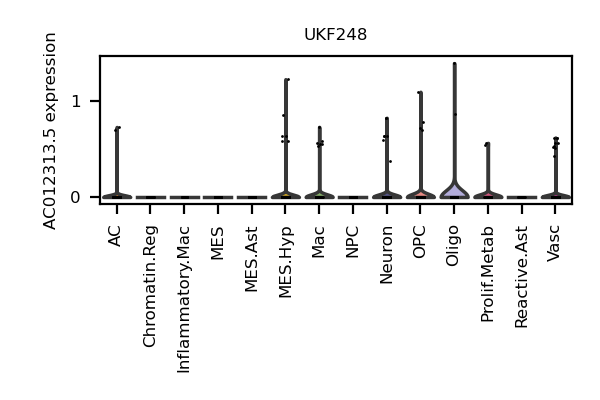 UKF248
AC012313.5 expression
1
0
AC
Chromatin.Reg
Inflammatory.Mac
MES
MES.Ast
MES.Hyp
Mac
NPC
Neuron
OPC
Oligo
Prolif.Metab
Reactive.Ast
Vasc